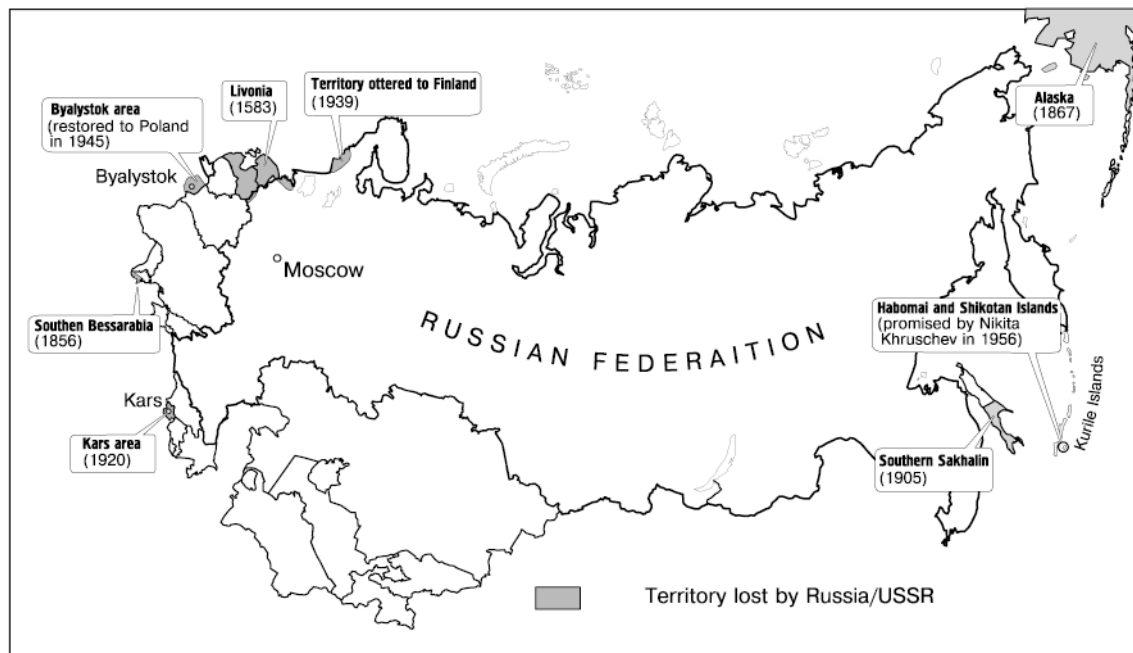 Livonia
(1583)
Territory ottered to Finland
(1939)
Byalystok area
(restored to Poland
in 1945)
Alaska
(1867)
Byalystok
Moscow
Southen Bessarabia
(1856)
RUSSIAN FEDERAITION
Habomai and Shikotan Islands
(promised by Nikita
Khruschev in 1956)
Kars
Kars area
(1920)
Kurile Islands
Southern Sakhalin
(1905)
Territory lost by Russia/USSR